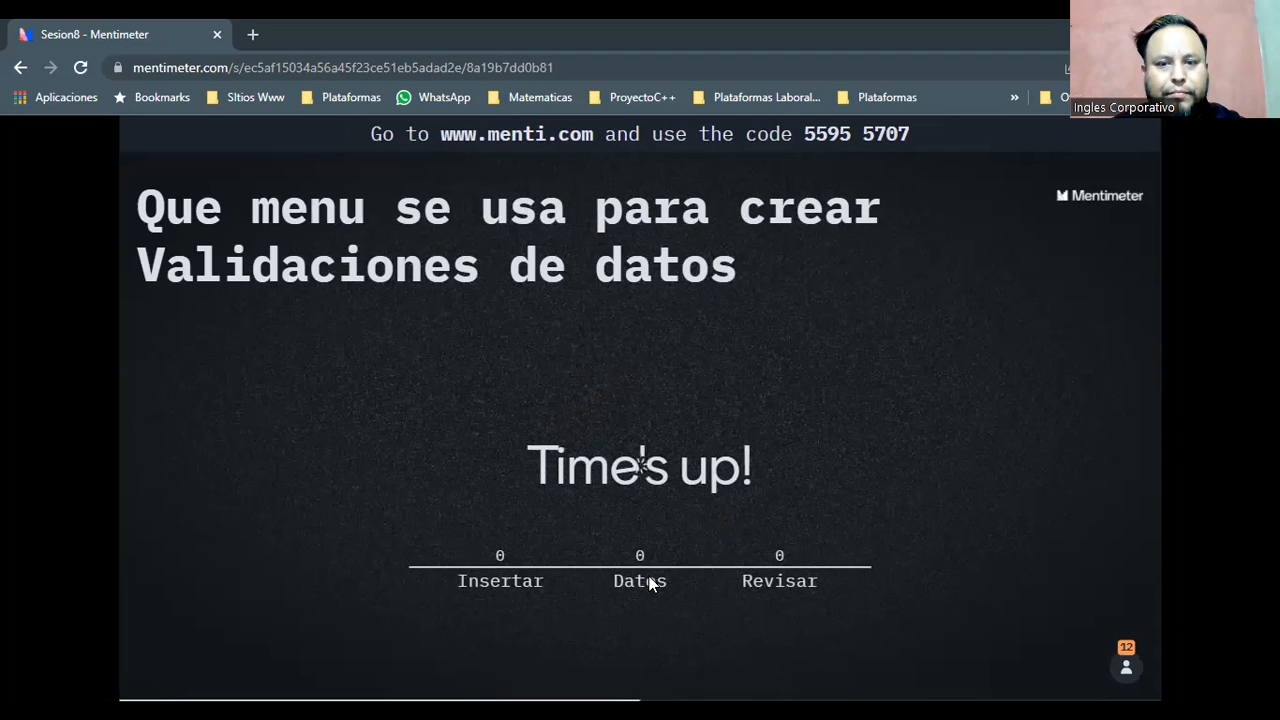 Sesion8 - Mentimeter
mentimeter.com/s/ec5af15034a56a45f23ce51eb5adad2e/8a19b7dd0b81
Aplicaciones Bookmarks SItios Www Plataformas WhatsApp Matematicas ProyectoC++ Plataformas Laboral... Plataformas » O
Ingles Corporativo
Go to www.menti.com and use the code 5595 5707
Mentimeter
Que menu se usa para crear
Validaciones de datos
Time's up!
0 0 0
Insertar Datos Revisar
12